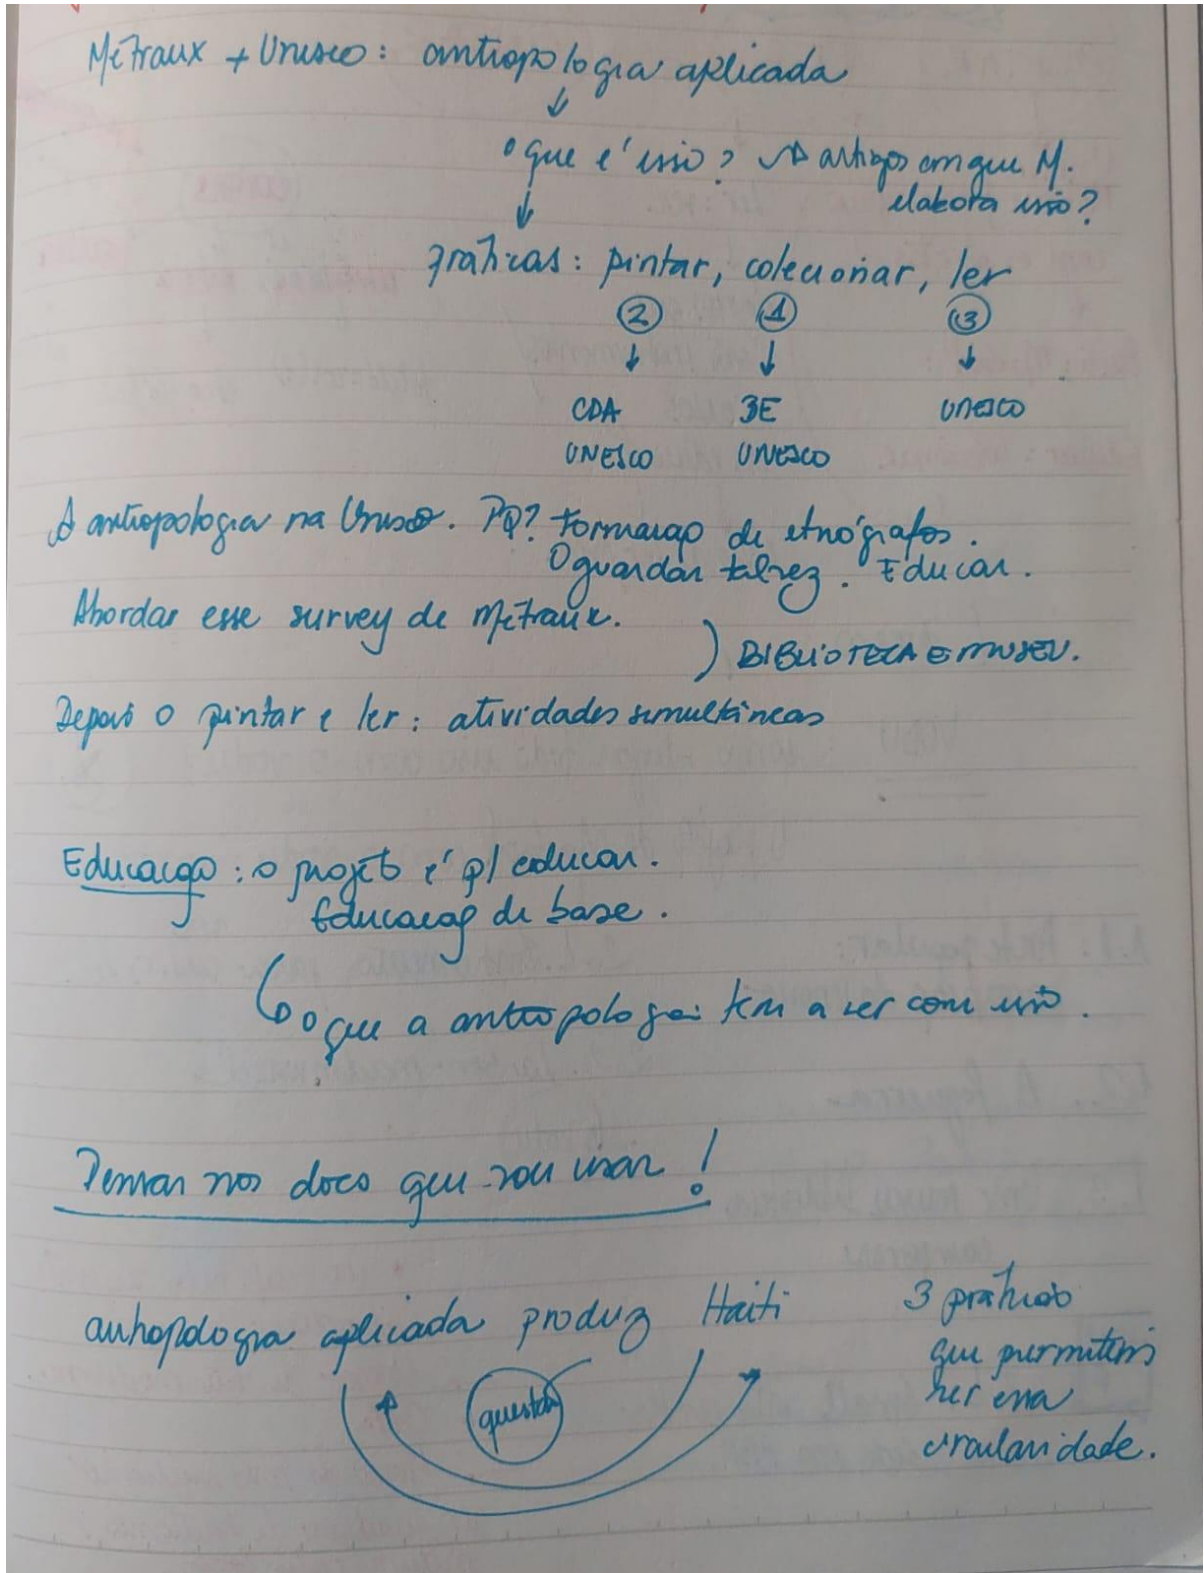 Métraux + Unesco: antropologia aplicada
↓
o que é isso? → artigos em que M.
elabora isso?
↓
práticas: pintar, colecionar, ler
② ① ③
↓ ↓ ↓
CDA BE UNESCO
UNESCO UNESCO
A antropologia na Unesco. PQ? Formação de etnógrafos.
O guardar talvez. Educar.
Abordar esse survey de Métraux.
) BIBLIOTECA E MUSEU.
Depois o pintar e ler: atividades simultâneas
Educação: o projeto é p/ educar.
Educação de base.
↳ o que a antropologia tem a ver com isso.
Pensar nos docs que vou usar!
antropologia aplicada produz Haiti
questão
3 práticas
que permitem
ver essa
circularidade.